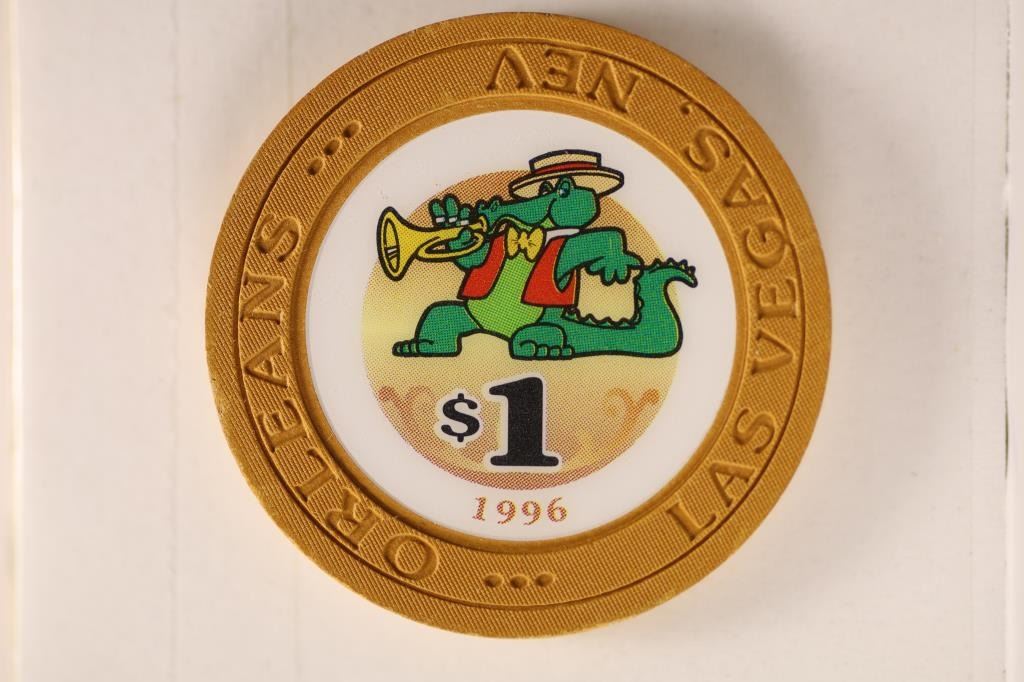 ORLEANS
LAS VEGAS, NEV
$1
1996